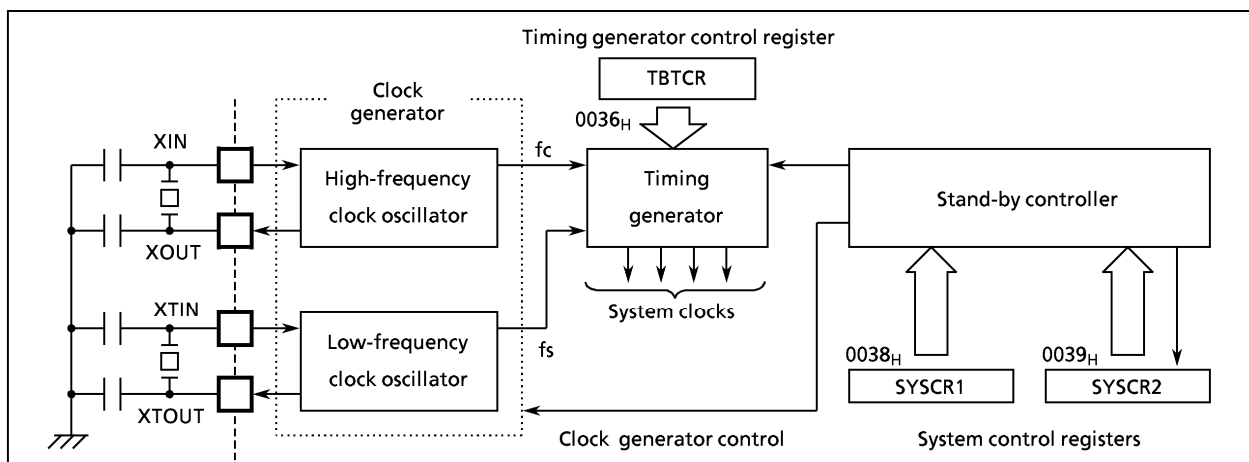 Timing generator control register
TBTCR
0036H
Clock
generator
XIN
XOUT
XTIN
XTOUT
High-frequency
clock oscillator
fc
Low-frequency
clock oscillator
fs
Timing
generator
System clocks
Stand-by controller
0038H
SYSCR1
0039H
SYSCR2
Clock generator control
System control registers